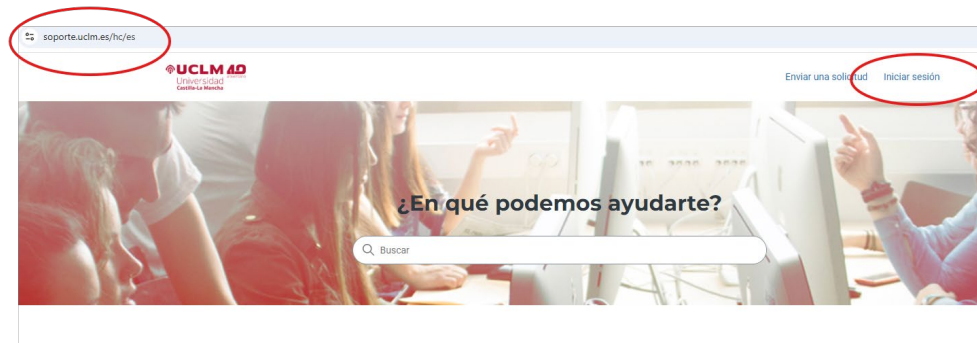 soporte.uclm.es/hc/es
UCLM 40
Universidad
Castilla-La Mancha
Enviar una solicitud Iniciar sesión
¿En qué podemos ayudarte?
Buscar